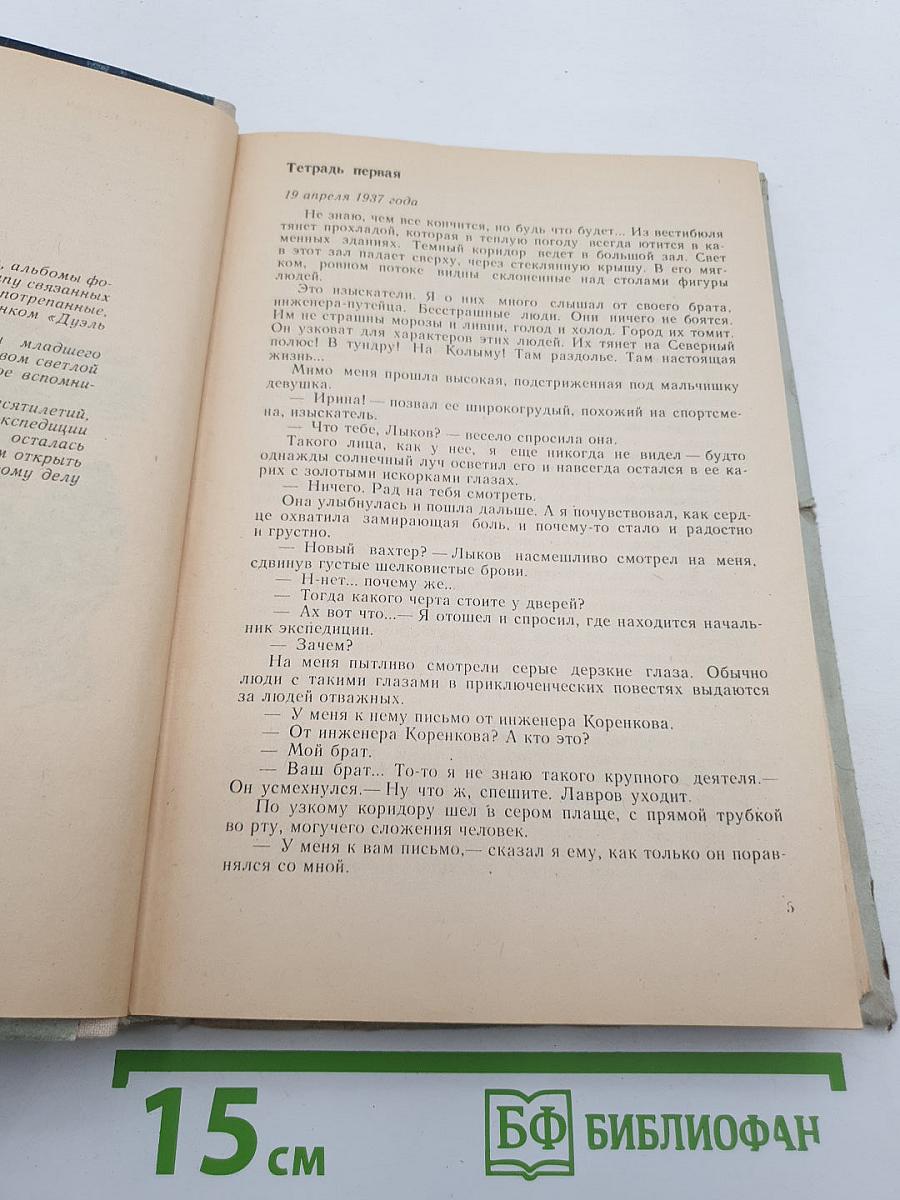 , альбомы фо-
пу связанных
потрепанные,
нком «Дуэль
и младшего
вом светлой
ре вспомни-
сятилетий,
экспедиции
осталась
м открыть
кому делу
Тетрадь первая
19 апреля 1937 года
Не знаю, чем все кончится, но будь что будет... Из вестибюля
тянет прохладой, которая в теплую погоду всегда ютится в ка-
менных зданиях. Темный коридор ведет в большой зал. Свет
в этот зал падает сверху, через стеклянную крышу. В его мяг-
ком, ровном потоке видны склоненные над столами фигуры
людей.
Это изыскатели. Я о них много слышал от своего брата,
инженера-путейца. Бесстрашные люди. Они ничего не боятся.
Им не страшны морозы и ливни, голод и холод. Город их томит.
Он узковат для характеров этих людей. Их тянет на Северный
полюс! В тундру! На Колыму! Там раздолье. Там настоящая
жизнь...
Мимо меня прошла высокая, подстриженная под мальчишку
девушка.
— Ирина! — позвал ее широкогрудый, похожий на спортсме-
на, изыскатель.
— Что тебе, Лыков? — весело спросила она.
Такого лица, как у нее, я еще никогда не видел — будто
однажды солнечный луч осветил его и навсегда остался в ее ка-
рих с золотыми искорками глазах.
— Ничего. Рад на тебя смотреть.
Она улыбнулась и пошла дальше. А я почувствовал, как серд-
це охватила замирающая боль, и почему-то стало и радостно
и грустно.
— Новый вахтер? — Лыков насмешливо смотрел на меня,
сдвинув густые шелковистые брови.
— Н-нет... почему же...
— Тогда какого черта стоите у дверей?
— Ах вот что...— Я отошел и спросил, где находится началь-
ник экспедиции.
— Зачем?
На меня пытливо смотрели серые дерзкие глаза. Обычно
люди с такими глазами в приключенческих повестях выдаются
за людей отважных.
— У меня к нему письмо от инженера Коренкова.
— От инженера Коренкова? А кто это?
— Мой брат.
— Ваш брат... То-то я не знаю такого крупного деятеля.—
Он усмехнулся.— Ну что ж, спешите. Лавров уходит.
По узкому коридору шел в сером плаще, с прямой трубкой
во рту, могучего сложения человек.
— У меня к вам письмо,— сказал я ему, как только он порав-
нялся со мной.
5
15 см
БФ БИБЛИОФАН